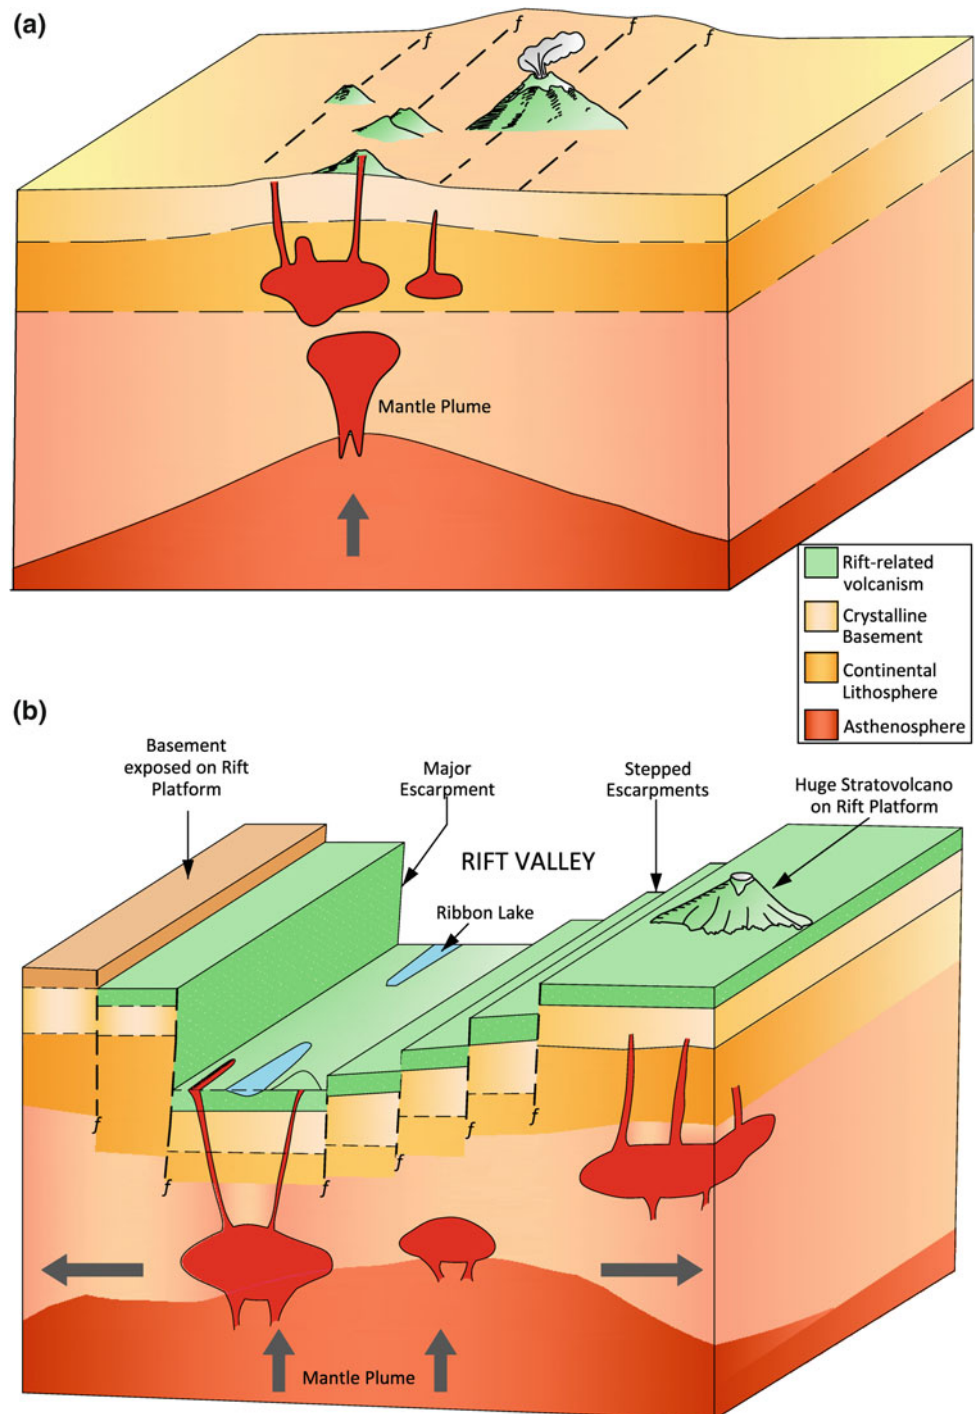 (a)
f
f
f
f
Mantle Plume
Rift-related
volcanism
Crystalline
Basement
Continental
Lithosphere
Asthenosphere
(b)
Basement
exposed on Rift
Platform
Major
Escarpment
Stepped
Escarpments
Huge Stratovolcano
on Rift Platform
RIFT VALLEY
Ribbon Lake
f
f
f
f
f
f
Mantle Plume